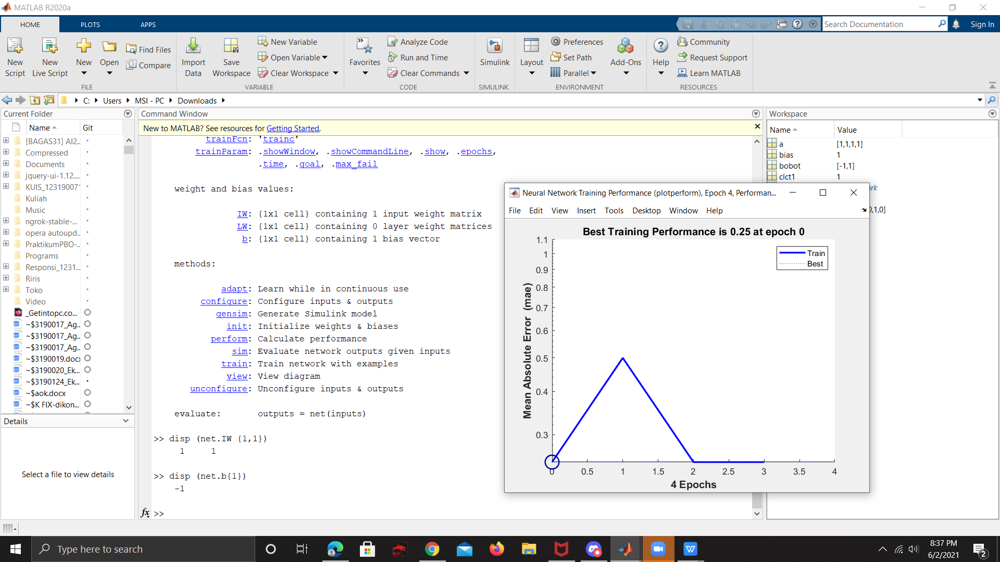 MATLAB R2020a
HOME PLOTS APPS
Search Documentation
Sign In
New Script
New Live Script
New
Open
Find Files
Compare
FILE
Import Data
Save Workspace
New Variable
Open Variable
Clear Workspace
VARIABLE
Favorites
Analyze Code
Run and Time
Clear Commands
CODE
Simulink
SIMULINK
Layout
Preferences
Set Path
Parallel
Add-Ons
ENVIRONMENT
Help
Community
Request Support
Learn MATLAB
RESOURCES
C: Users MSI - PC Downloads
Current Folder
Name Git
[BAGAS31] AI2...
Compressed
Documents
jquery-ui-1.12....
KUIS_123190071
Kuliah
Music
ngrok-stable-...
opera autoupd...
PraktikumPBO-...
Programs
Responsi_1231...
Riris
Toko
Video
_Getintopc.co...
~$3190017_Ag...
~$3190017_Ag...
~$3190017_Ag...
~$3190019.docx
~$3190020_Ek...
~$3190124_Ek...
~$aok.docx
~$K FIX-dikon...
Details
Select a file to view details
Command Window
New to MATLAB? See resources for Getting Started.
trainFcn: 'trainc'
trainParam: .showWindow, .showCommandLine, .show, .epochs,
.time, .goal, .max_fail
weight and bias values:
IW: {1x1 cell} containing 1 input weight matrix
LW: {1x1 cell} containing 0 layer weight matrices
b: {1x1 cell} containing 1 bias vector
methods:
adapt: Learn while in continuous use
configure: Configure inputs & outputs
gensim: Generate Simulink model
init: Initialize weights & biases
perform: Calculate performance
sim: Evaluate network outputs given inputs
train: Train network with examples
view: View diagram
unconfigure: Unconfigure inputs & outputs
evaluate: outputs = net(inputs)
>> disp (net.IW {1,1})
1 1
>> disp (net.b{1})
-1
fx >>
Workspace
Name Value
a [1,1,1,1]
bias 1
bobot [-1,1]
clct1 1
0,1,0]
Neural Network Training Performance (plotperform), Epoch 4, Performan...
File Edit View Insert Tools Desktop Window Help
Best Training Performance is 0.25 at epoch 0
Train
Best
Mean Absolute Error (mae)
1.1
1
0.9
0.8
0.7
0.6
0.5
0.4
0.3
0 0.5 1 1.5 2 2.5 3 3.5 4
4 Epochs
Type here to search
8:37 PM
6/2/2021
2